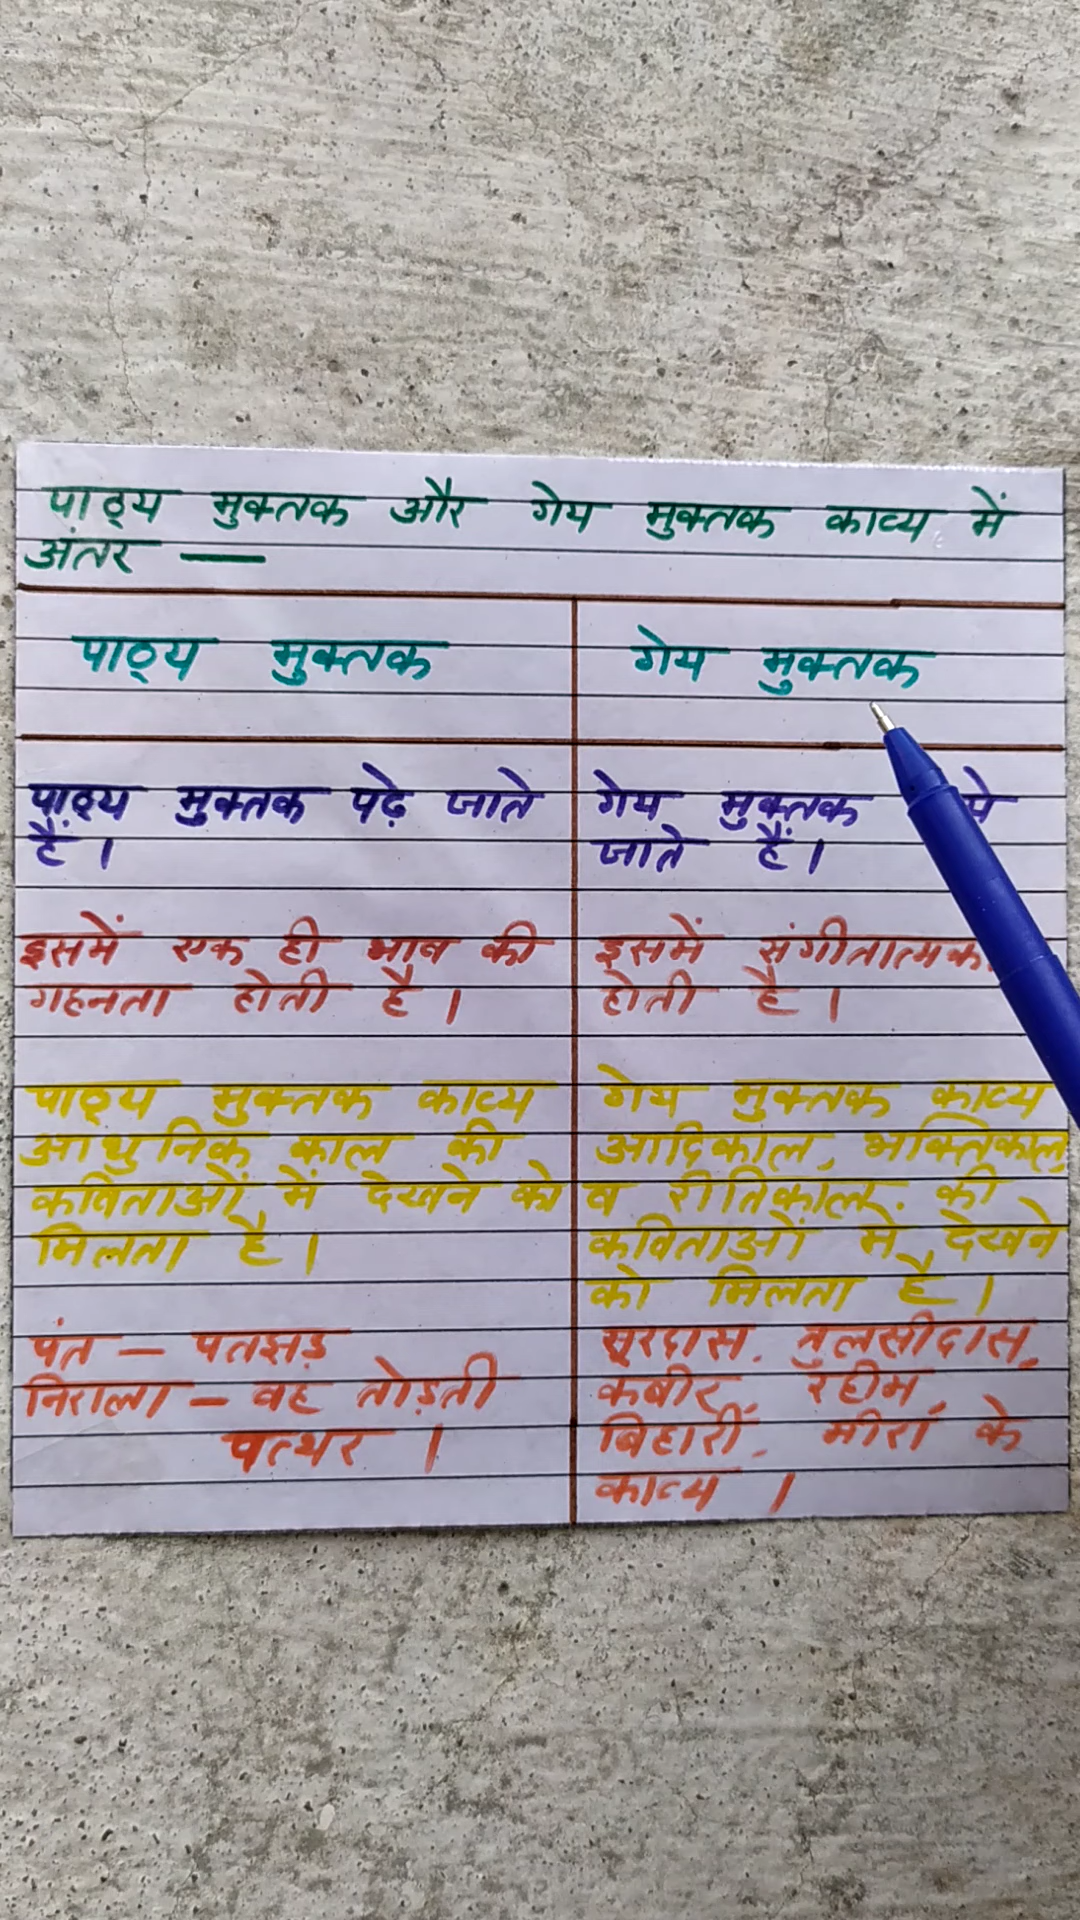 पाठ्य मुक्तक और गेय मुक्तक काव्य में
अंतर —
पाठ्य मुक्तक
पाठ्य मुक्तक पढ़े जाते
हैं।
इसमें एक ही भाव की
गहनता होती है।
पाठ्य मुक्तक काव्य
आधुनिक काल की
कविताओं में देखने को
मिलता है।
पंत — पतझड़
निराला — वह तोड़ती
पत्थर।
गेय मुक्तक
गेय मुक्तक
जाते हैं।
इसमें
होती है।
गेय मुक्तक काव्य
आदिकाल, भक्तिकाल,
व रीतिकाल. की
कविताओं में देखने
को मिलता है।
सूरदास. तुलसीदास,
कबीर, रहीम,
बिहारी, मीरां के
काव्य।